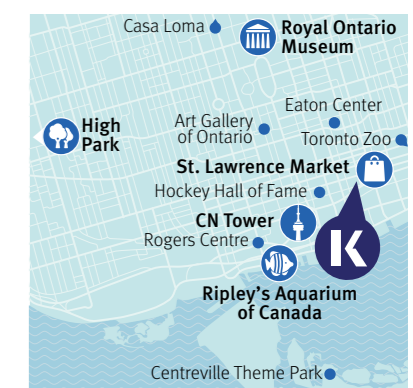 Casa Loma
Royal Ontario
Museum
High
Park
Eaton Center
Art Gallery
of Ontario
Toronto Zoo
St. Lawrence Market
Hockey Hall of Fame
CN Tower
Rogers Centre
K
Ripley's Aquarium
of Canada
Centreville Theme Park